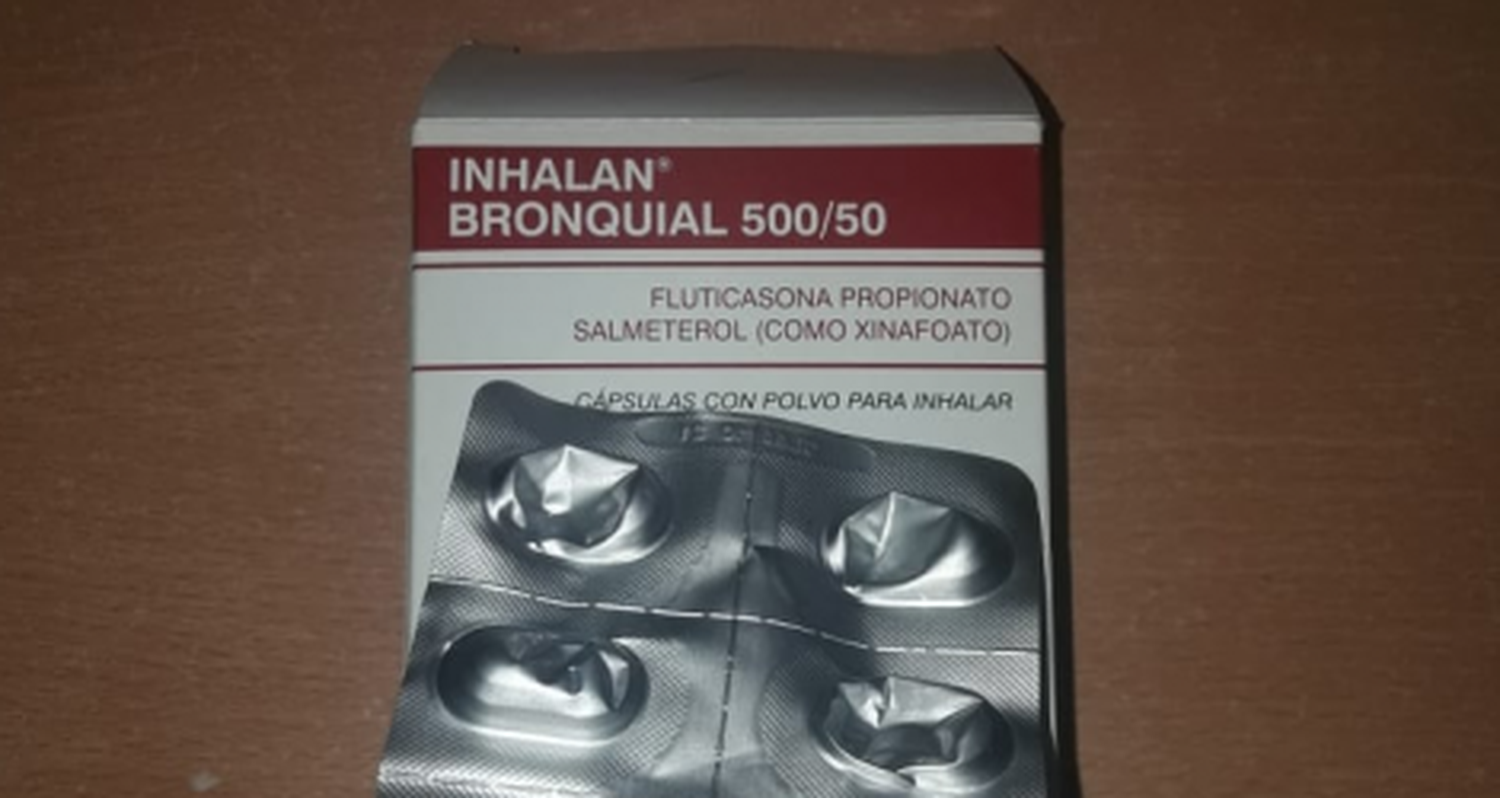 INHALAN®
BRONQUIAL 500/50
FLUTICASONA PROPIONATO
SALMETEROL (COMO XINAFOATO)
CÁPSULAS CON POLVO PARA INHALAR